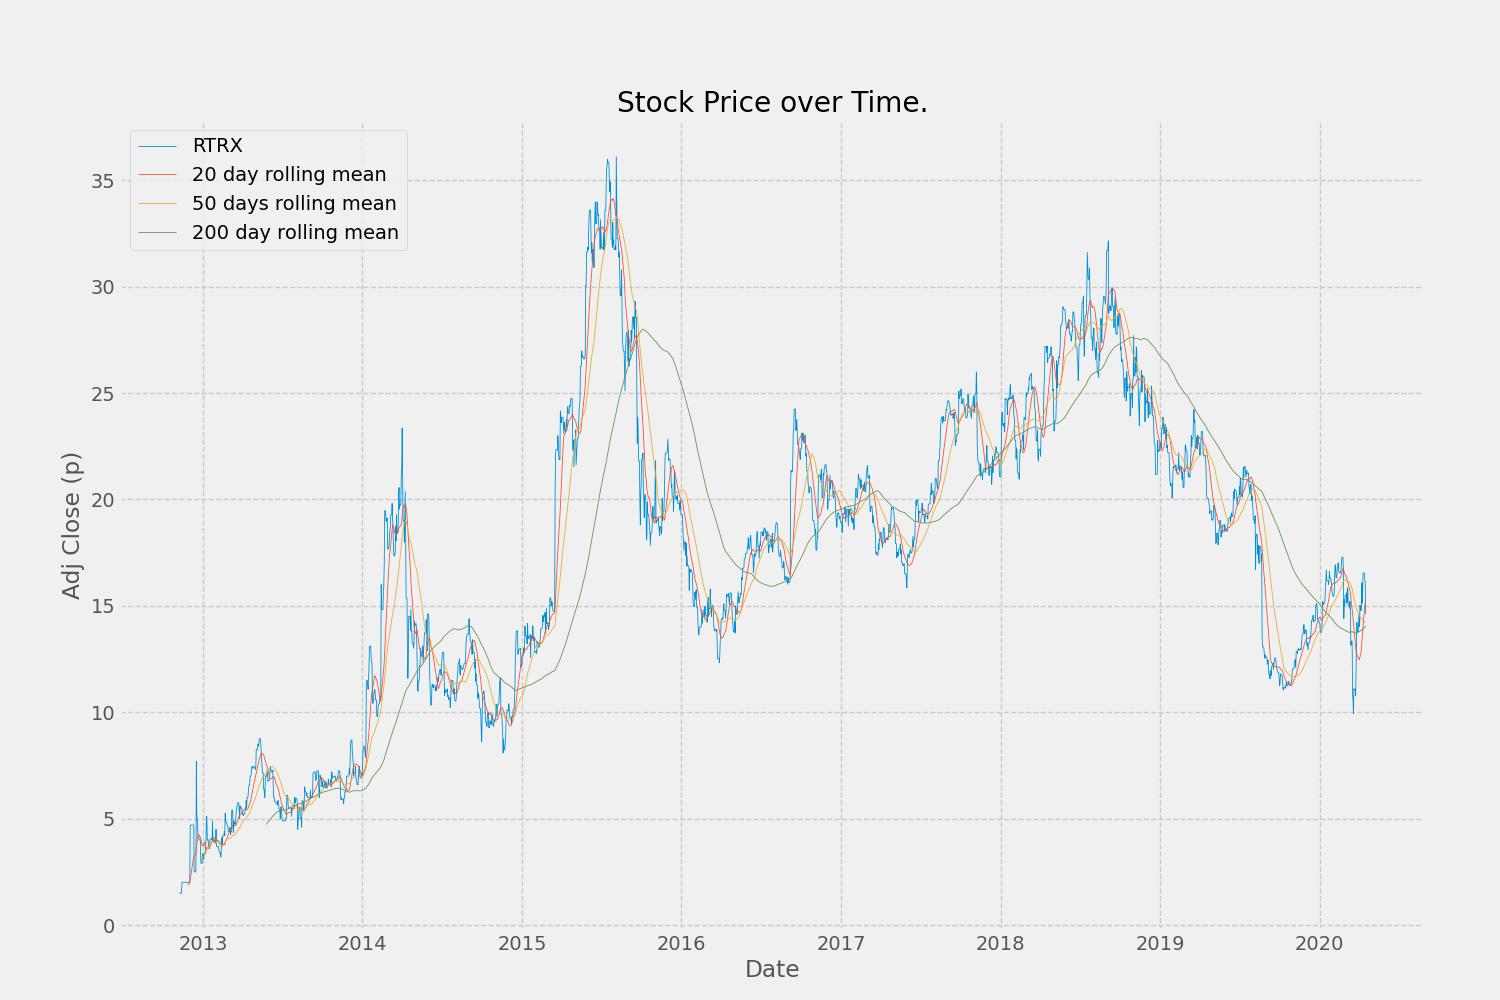 Stock Price over Time.
RTRX
20 day rolling mean
50 days rolling mean
200 day rolling mean
Adj Close (p)
35
30
25
20
15
10
5
0
2013 2014 2015 2016 2017 2018 2019 2020
Date